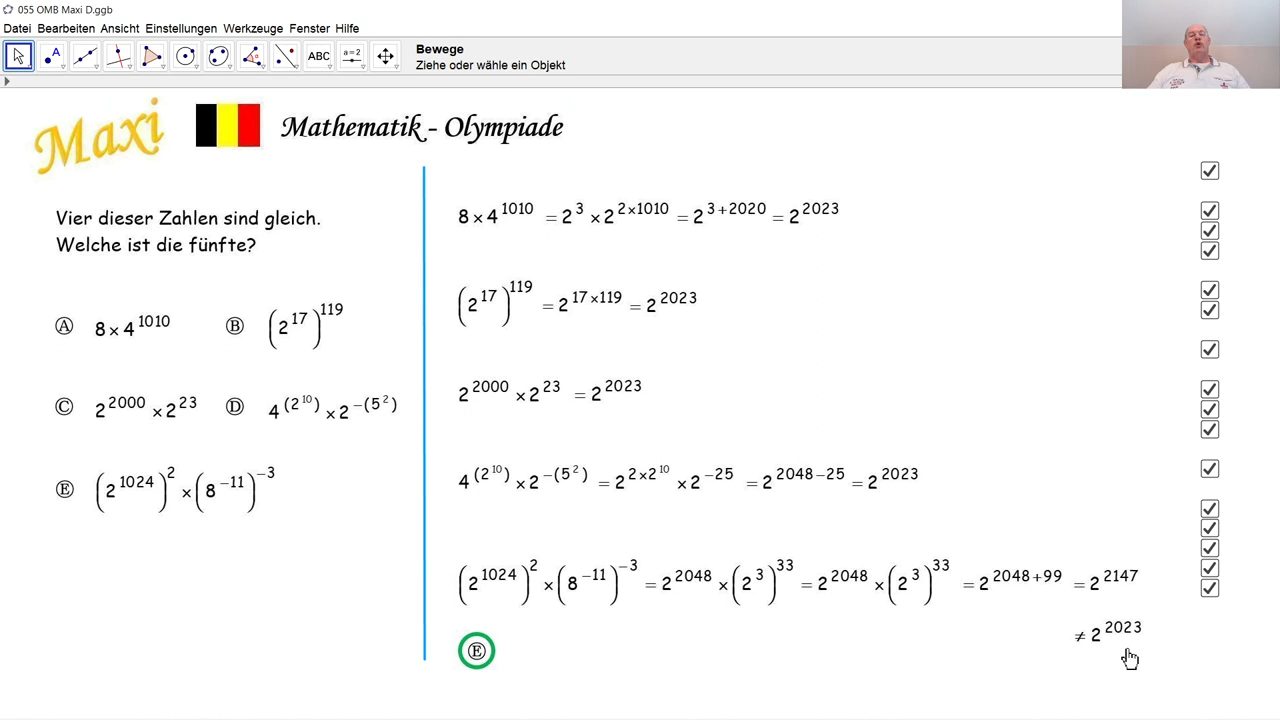 055 OMB Maxi D.ggb
Datei Bearbeiten Ansicht Einstellungen Werkzeuge Fenster Hilfe
A ABC a=2
Bewege
Ziehe oder wähle ein Objekt
Maxi
Mathematik - Olympiade
Vier dieser Zahlen sind gleich.
Welche ist die fünfte?
Ⓐ 8 × 4^1010 Ⓑ (2^17)^119
Ⓒ 2^2000 × 2^23 Ⓓ 4^(2^10) × 2^-(5^2)
Ⓔ (2^1024)^2 × (8^-11)^-3
8 × 4^1010 = 2^3 × 2^2×1010 = 2^3+2020 = 2^2023
(2^17)^119 = 2^17×119 = 2^2023
2^2000 × 2^23 = 2^2023
4^(2^10) × 2^-(5^2) = 2^2×2^10 × 2^-25 = 2^2048-25 = 2^2023
(2^1024)^2 × (8^-11)^-3 = 2^2048 × (2^3)^33 = 2^2048 × (2^3)^33 = 2^2048+99 = 2^2147
≠ 2^2023
Ⓔ